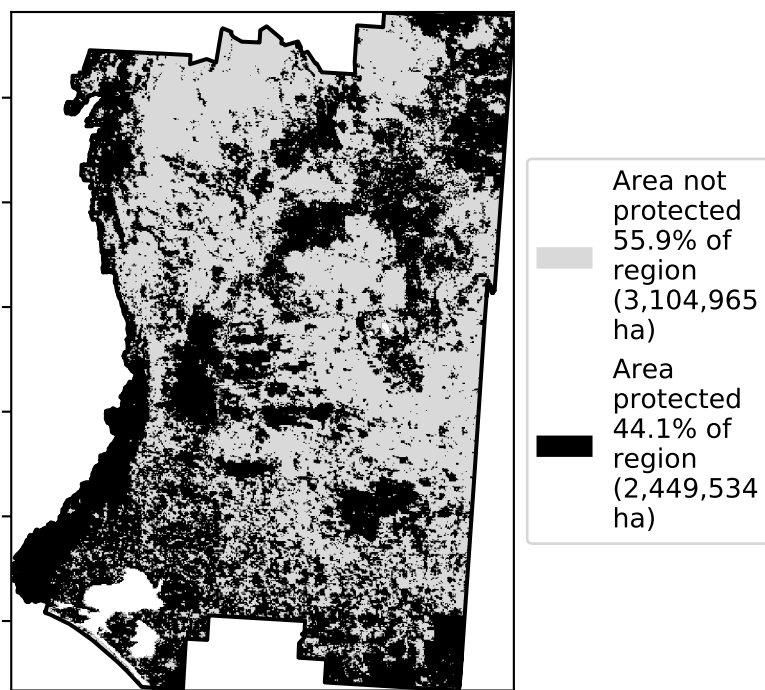 Area not
protected
55.9% of
region
(3,104,965
ha)
Area
protected
44.1% of
region
(2,449,534
ha)